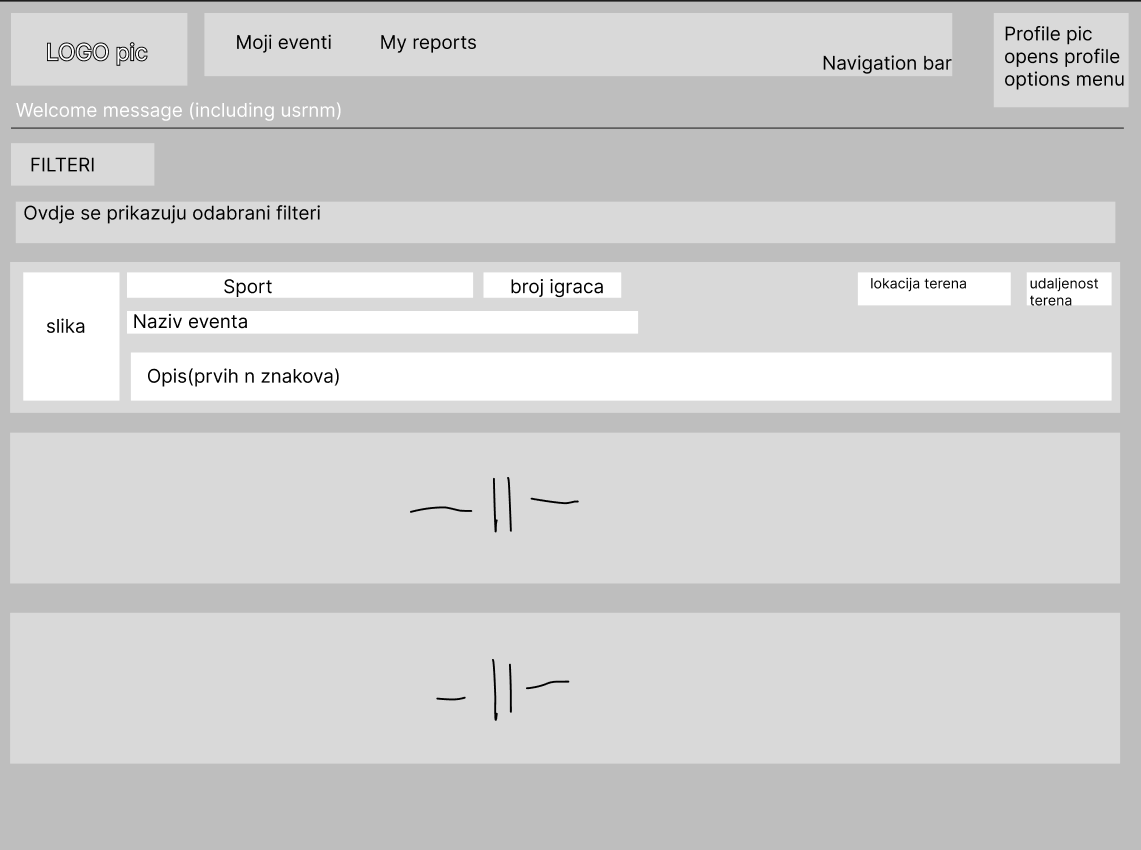 LOGO pic
Moji eventi
My reports
Navigation bar
Profile pic
opens profile
options menu
Welcome message (including usrnm)
FILTERI
Ovdje se prikazuju odabrani filteri
slika
Sport
broj igraca
lokacija terena
udaljenost
terena
Naziv eventa
Opis(prvih n znakova)